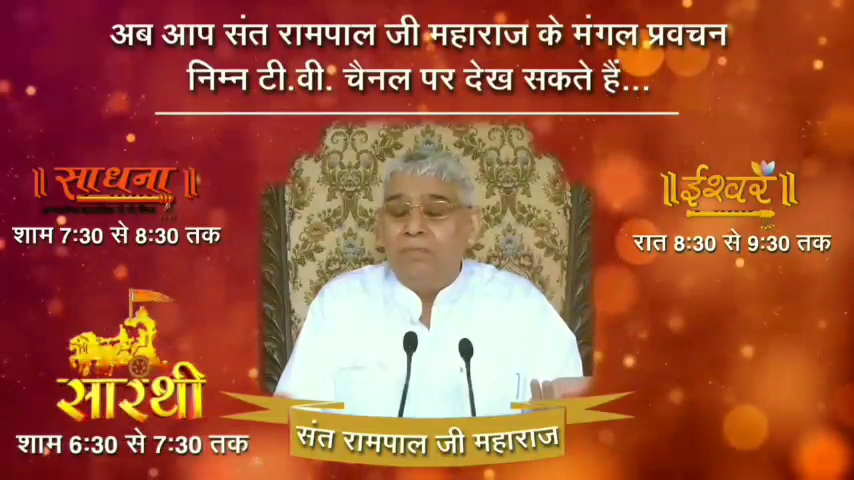 अब आप संत रामपाल जी महाराज के मंगल प्रवचन
निम्न टी.वी. चैनल पर देख सकते हैं...
॥साधना॥
शाम 7:30 से 8:30 तक
॥ईश्वर॥
रात 8:30 से 9:30 तक
सारथी
शाम 6:30 से 7:30 तक
संत रामपाल जी महाराज